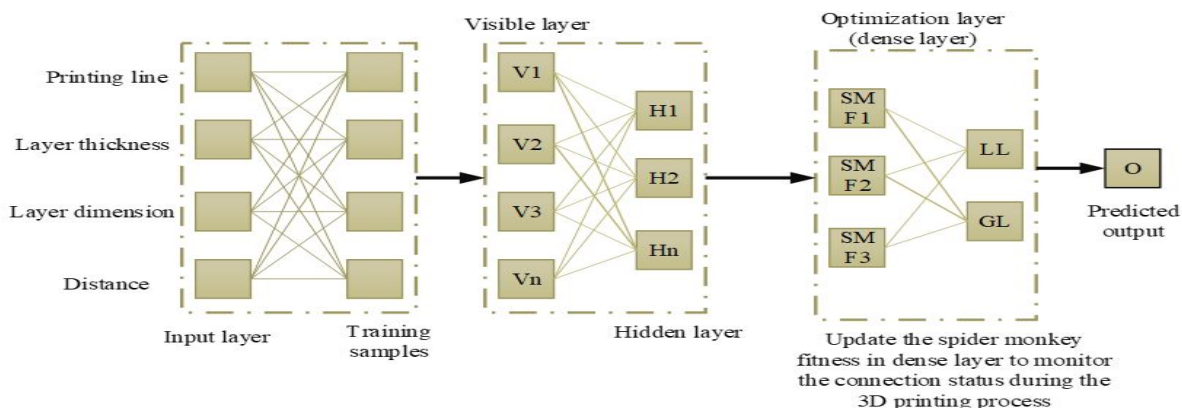 Visible layer
Optimization layer
(dense layer)
Printing line
Layer thickness
Layer dimension
Distance
Input layer
Training
samples
V1
V2
V3
Vn
H1
H2
Hn
Hidden layer
SM
F1
SM
F2
SM
F3
LL
GL
O
Predicted
output
Update the spider monkey
fitness in dense layer to monitor
the connection status during the
3D printing process